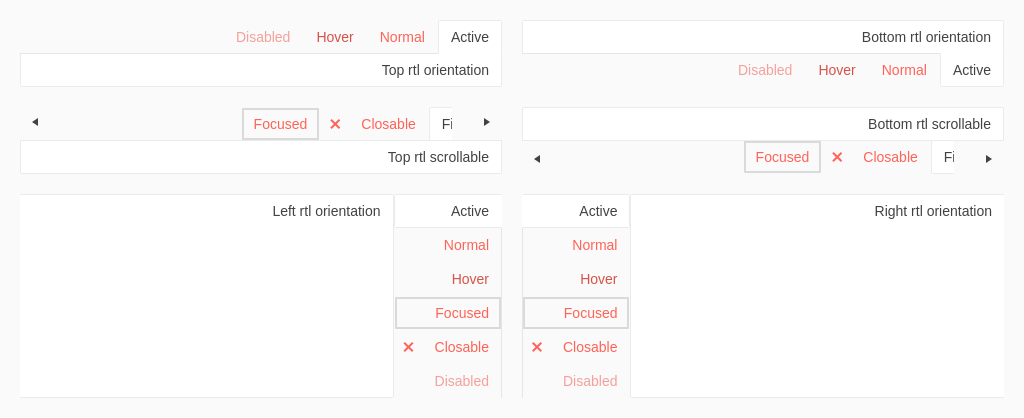 Disabled Hover Normal Active
Top rtl orientation
Bottom rtl orientation
Disabled Hover Normal Active
Focused Closable Fi
Top rtl scrollable
Bottom rtl scrollable
Focused Closable Fi
Left rtl orientation
Active
Normal
Hover
Focused
Closable
Disabled
Active
Normal
Hover
Focused
Closable
Disabled
Right rtl orientation